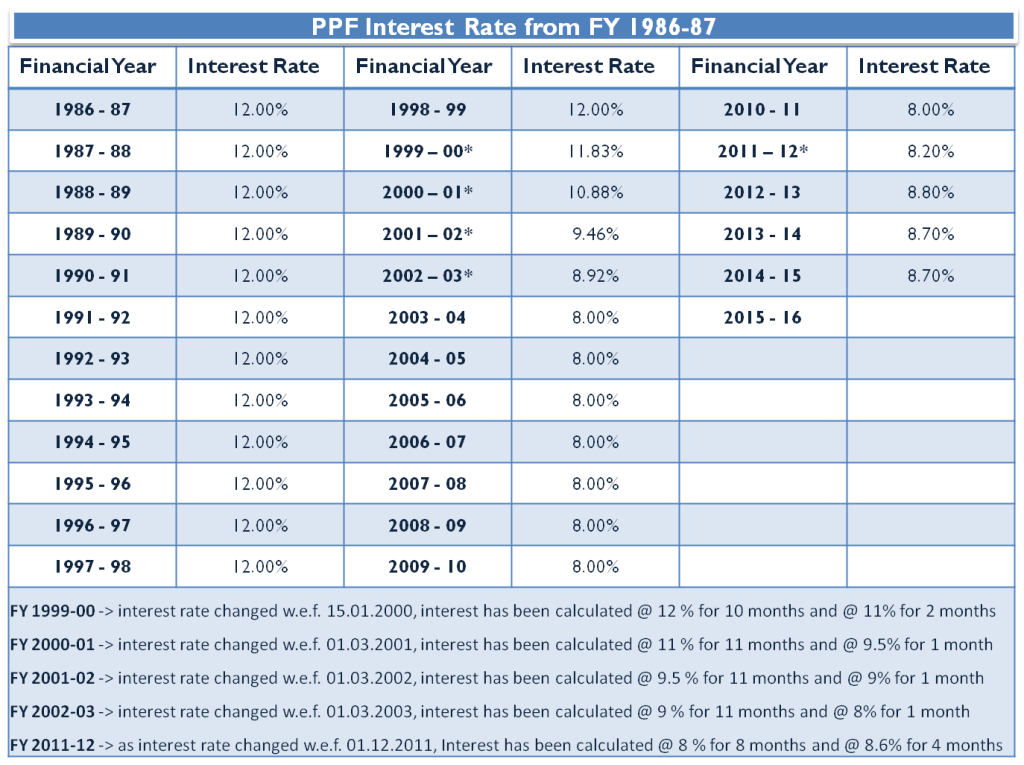 PPF Interest Rate from FY 1986-87
Financial Year Interest Rate Financial Year Interest Rate Financial Year Interest Rate
1986 - 87 12.00% 1998 - 99 12.00% 2010 - 11 8.00%
1987 - 88 12.00% 1999 – 00* 11.83% 2011 – 12* 8.20%
1988 - 89 12.00% 2000 – 01* 10.88% 2012 - 13 8.80%
1989 - 90 12.00% 2001 – 02* 9.46% 2013 - 14 8.70%
1990 - 91 12.00% 2002 – 03* 8.92% 2014 - 15 8.70%
1991 - 92 12.00% 2003 - 04 8.00% 2015 - 16
1992 - 93 12.00% 2004 - 05 8.00%
1993 - 94 12.00% 2005 - 06 8.00%
1994 - 95 12.00% 2006 - 07 8.00%
1995 - 96 12.00% 2007 - 08 8.00%
1996 - 97 12.00% 2008 - 09 8.00%
1997 - 98 12.00% 2009 - 10 8.00%
FY 1999-00 -> interest rate changed w.e.f. 15.01.2000, interest has been calculated @ 12 % for 10 months and @ 11% for 2 months
FY 2000-01 -> interest rate changed w.e.f. 01.03.2001, interest has been calculated @ 11 % for 11 months and @ 9.5% for 1 month
FY 2001-02 -> interest rate changed w.e.f. 01.03.2002, interest has been calculated @ 9.5 % for 11 months and @ 9% for 1 month
FY 2002-03 -> interest rate changed w.e.f. 01.03.2003, interest has been calculated @ 9 % for 11 months and @ 8% for 1 month
FY 2011-12 -> as interest rate changed w.e.f. 01.12.2011, Interest has been calculated @ 8 % for 8 months and @ 8.6% for 4 months